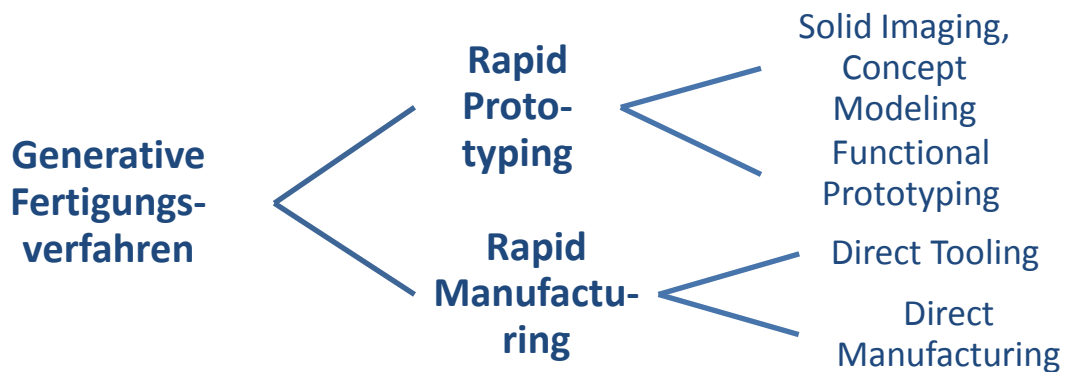 Generative
Fertigungs-
verfahren
Rapid
Proto-
typing
Solid Imaging,
Concept
Modeling
Functional
Prototyping
Rapid
Manufactu-
ring
Direct Tooling
Direct
Manufacturing